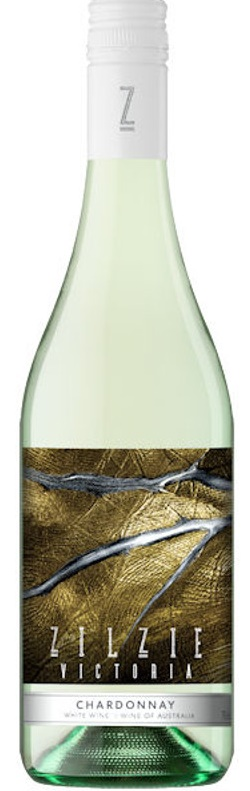 Z
ZILZIE
VICTORIA
CHARDONNAY
WHITE WINE – WINE OF AUSTRALIA